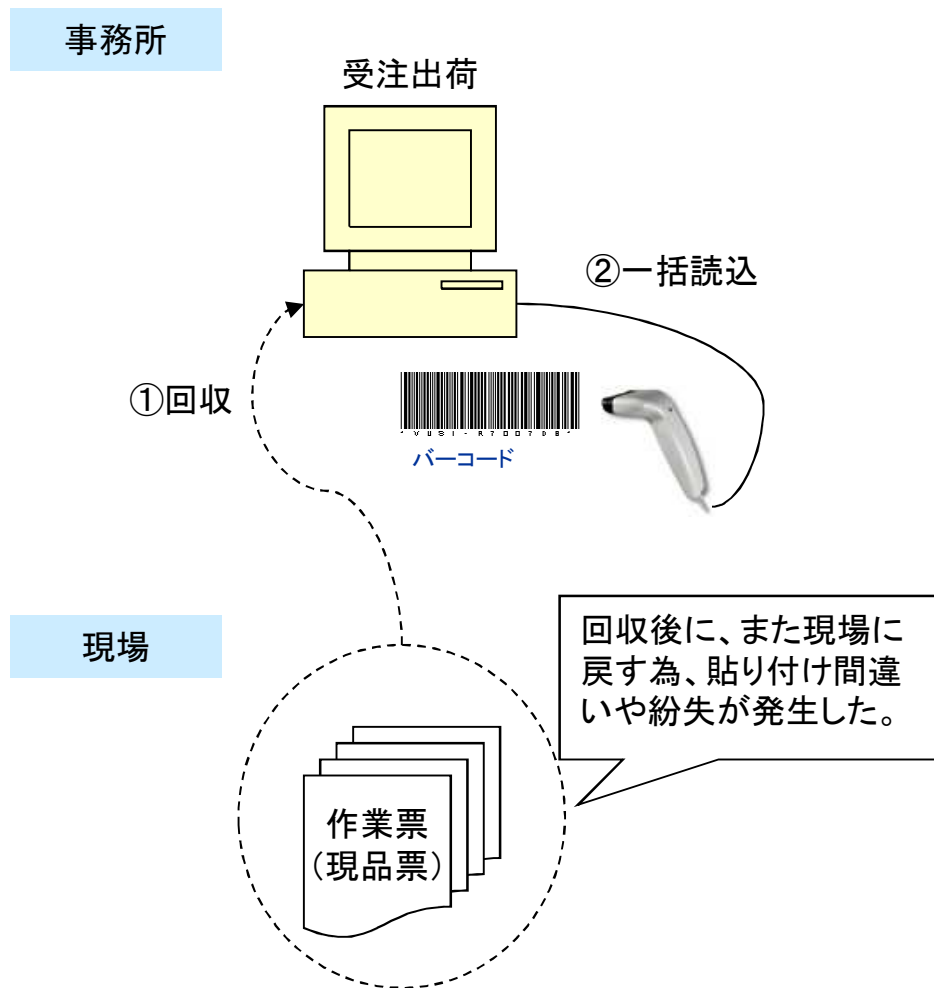 事務所
受注出荷
②一括読込
①回収
バーコード
現場
回収後に、また現場に
戻す為、貼り付け間違
いや紛失が発生した。
作業票
（現品票）